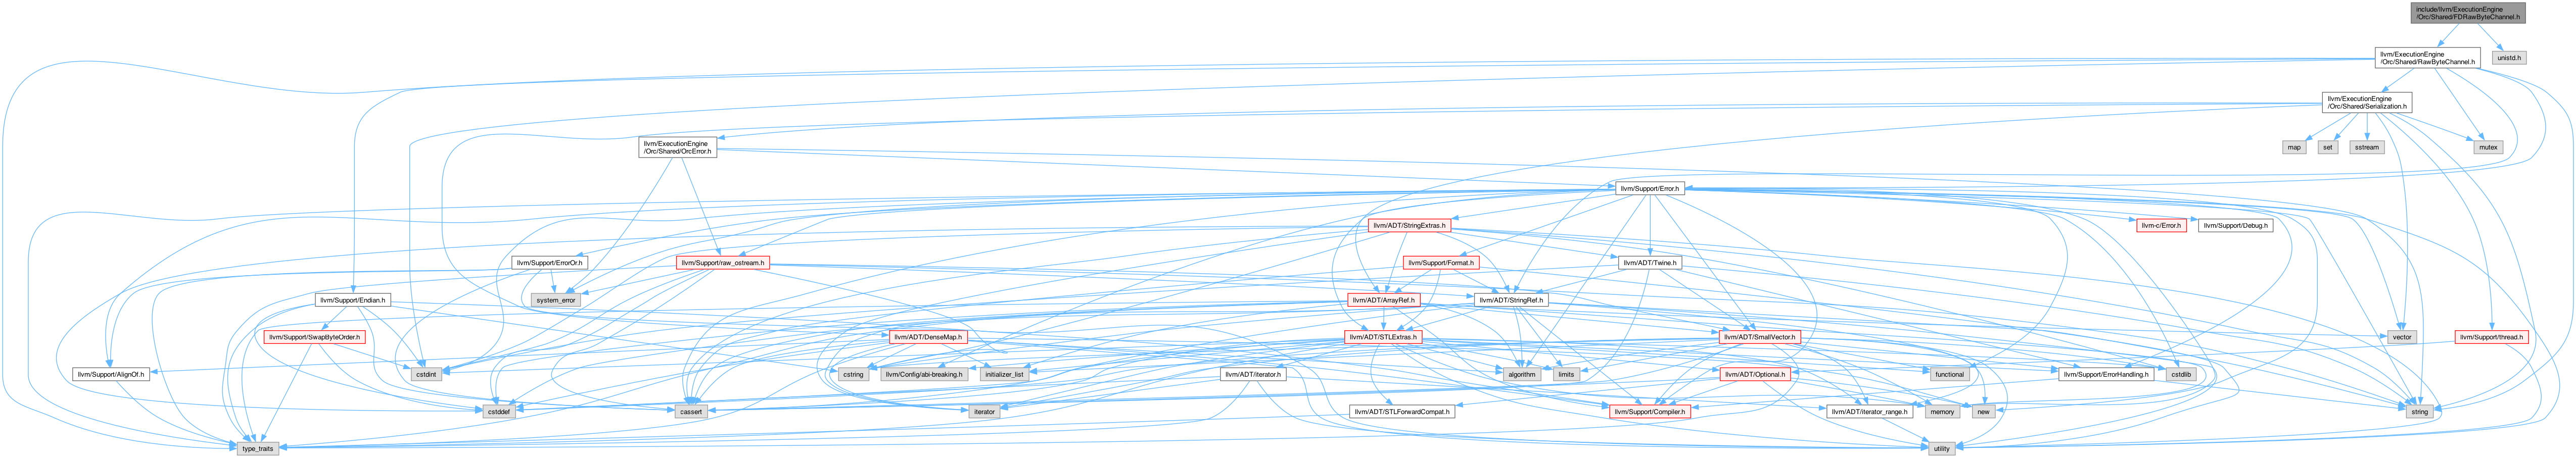 include/llvm/ExecutionEngine
/Orc/Shared/FDRawByteChannel.h
llvm/ExecutionEngine
/Orc/Shared/RawByteChannel.h
unistd.h
llvm/ExecutionEngine
/Orc/Shared/Serialization.h
llvm/ExecutionEngine
/Orc/Shared/OrcError.h
map
set
sstream
mutex
llvm/Support/Error.h
llvm/ADT/StringExtras.h
llvm-c/Error.h
llvm/Support/Debug.h
llvm/Support/ErrorOr.h
llvm/Support/raw_ostream.h
llvm/Support/Format.h
llvm/ADT/Twine.h
llvm/Support/Endian.h
system_error
llvm/ADT/ArrayRef.h
llvm/ADT/StringRef.h
llvm/Support/SwapByteOrder.h
llvm/ADT/DenseMap.h
llvm/ADT/STLExtras.h
llvm/ADT/SmallVector.h
vector
llvm/Support/thread.h
llvm/Support/AlignOf.h
cstdint
cstring
llvm/Config/abi-breaking.h
initializer_list
llvm/ADT/iterator.h
algorithm
limits
llvm/ADT/Optional.h
functional
llvm/Support/ErrorHandling.h
cstdlib
cstddef
cassert
iterator
llvm/ADT/STLForwardCompat.h
llvm/Support/Compiler.h
llvm/ADT/iterator_range.h
memory
new
string
type_traits
utility